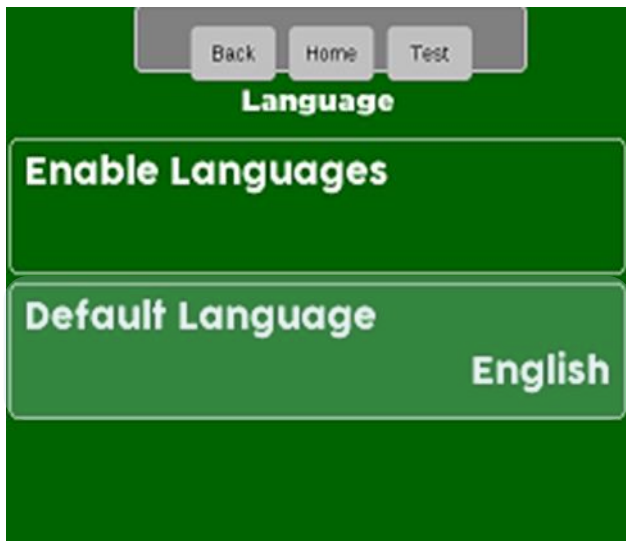 Back Home Test
Language
Enable Languages
Default Language
English